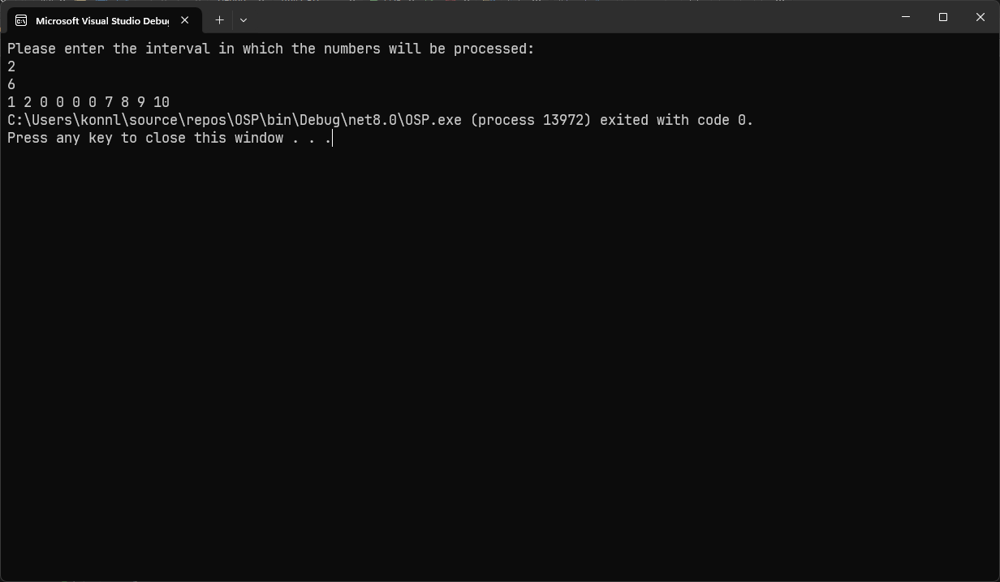 Microsoft Visual Studio Debug
Please enter the interval in which the numbers will be processed:
2
6
1 2 0 0 0 0 7 8 9 10
C:\Users\konnl\source\repos\OSP\bin\Debug\net8.0\OSP.exe (process 13972) exited with code 0.
Press any key to close this window . . .